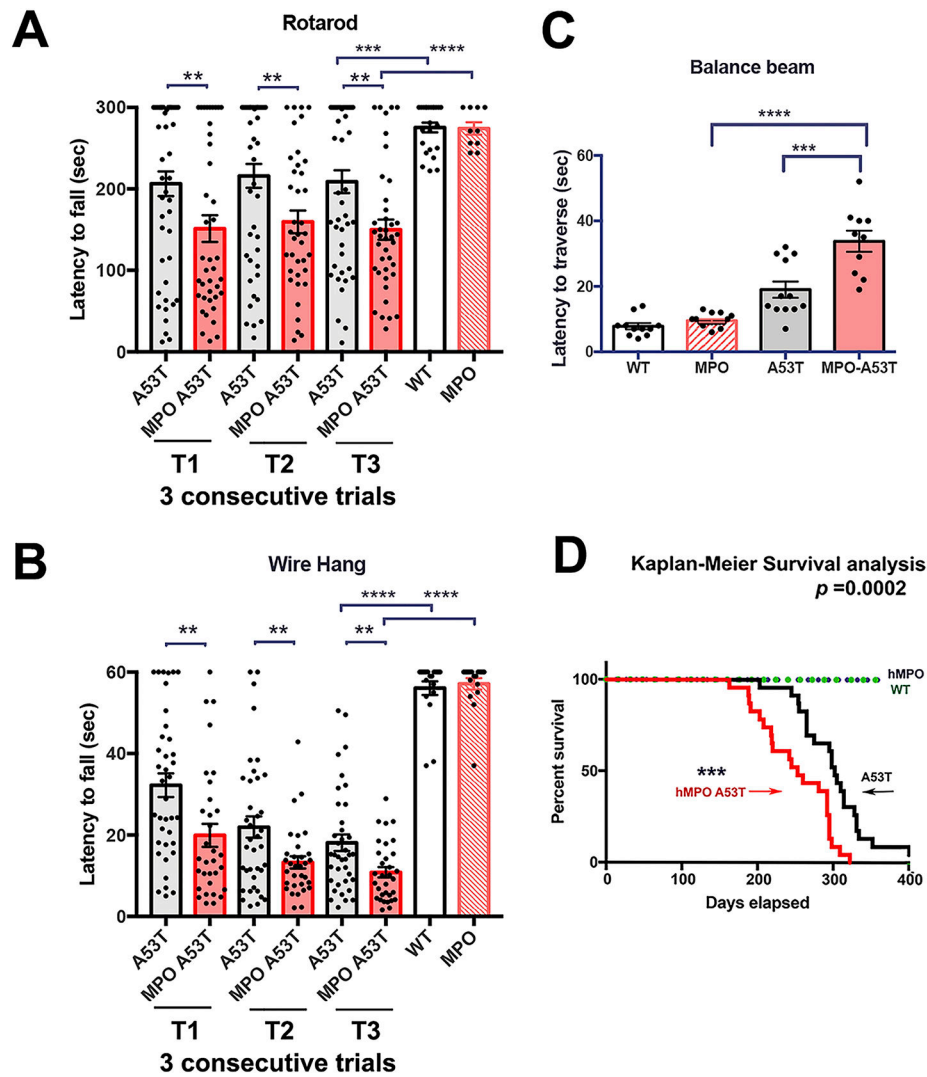 A
Rotarod
*** ****
** ** **
Latency to fall (sec)
300
200
100
0
A53T
MPO A53T
A53T
MPO A53T
A53T
MPO A53T
WT
MPO
T1 T2 T3
3 consecutive trials
B
Wire Hang
**** ****
** ** **
Latency to fall (sec)
60
40
20
0
A53T
MPO A53T
A53T
MPO A53T
A53T
MPO A53T
WT
MPO
T1 T2 T3
3 consecutive trials
C
Balance beam
****
***
Latency to traverse (sec)
60
40
20
0
WT MPO A53T MPO-A53T
D
Kaplan-Meier Survival analysis
p =0.0002
Percent survival
100
50
0
hMPO
WT
***
hMPO A53T
A53T
0 100 200 300 400
Days elapsed